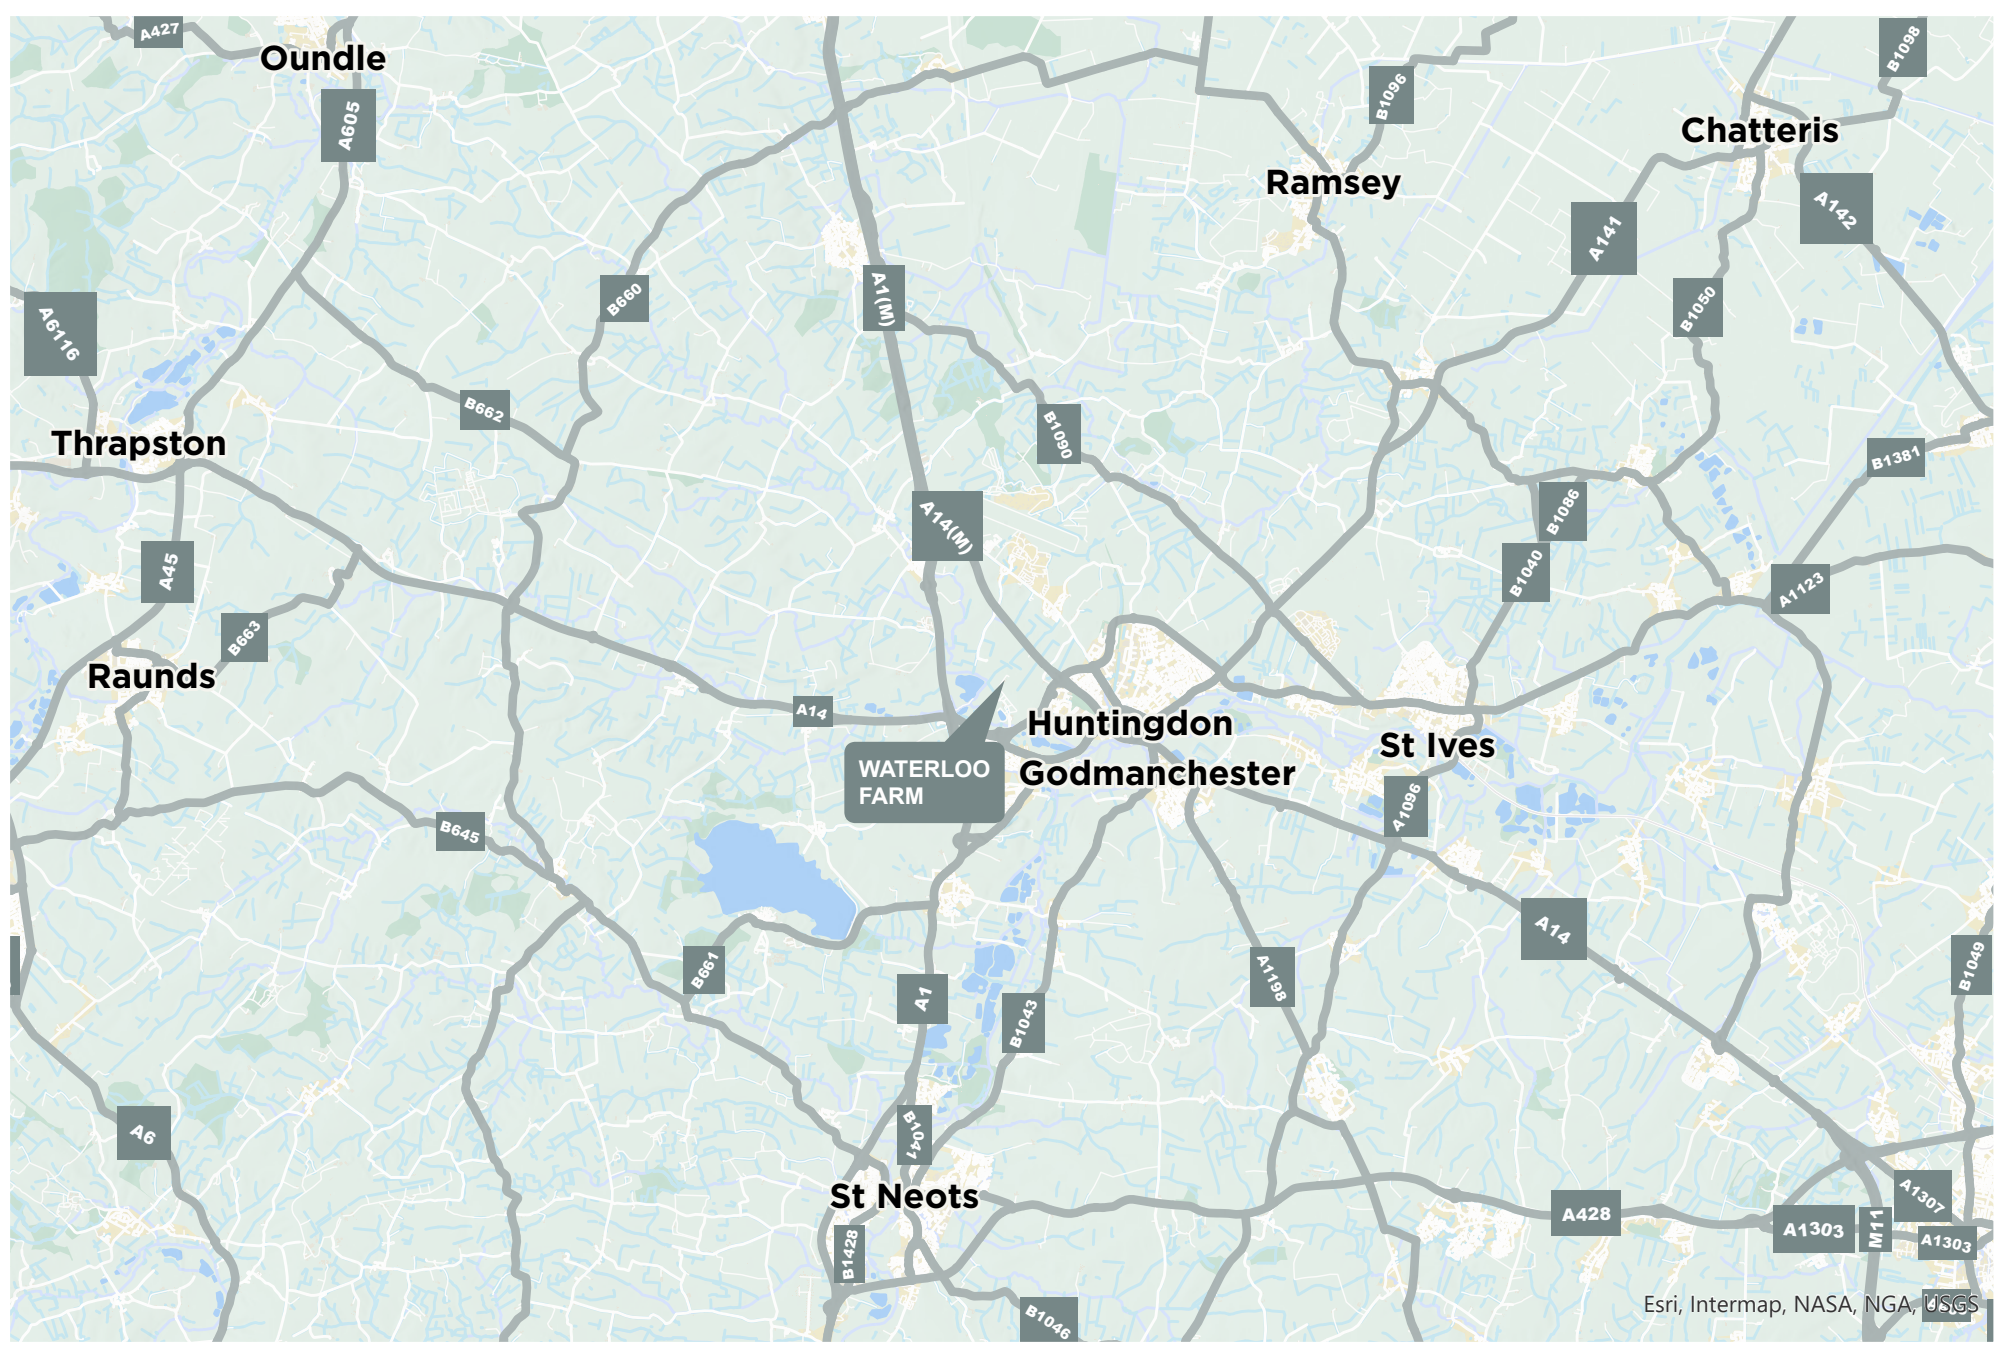 A427
Oundle
B1098
A605
B1096
Chatteris
Ramsey
A142
A141
B660
A1(M)
B1050
A6116
B662
B1090
Thrapston
B1381
A14(M)
B1086
A45
B1040
A1123
B663
Raunds
A14
Huntingdon
St Ives
WATERLOO
FARM
Godmanchester
A1096
B645
A14
B661
A1
A1198
B1049
B1043
A6
B1041
St Neots
A1307
A428
A1303
M11
A1303
B1428
B1046
Esri, Intermap, NASA, NGA, USGS